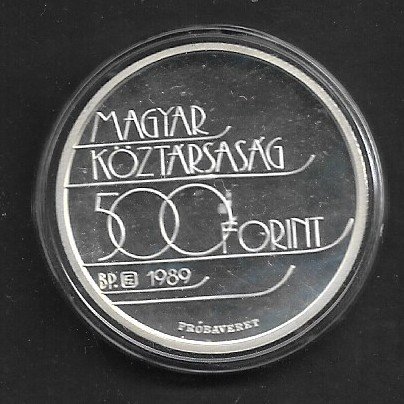 MAGYAR
KÖZTÁRSASÁG
500 FORINT
BP. 1989
PRÓBAVERET